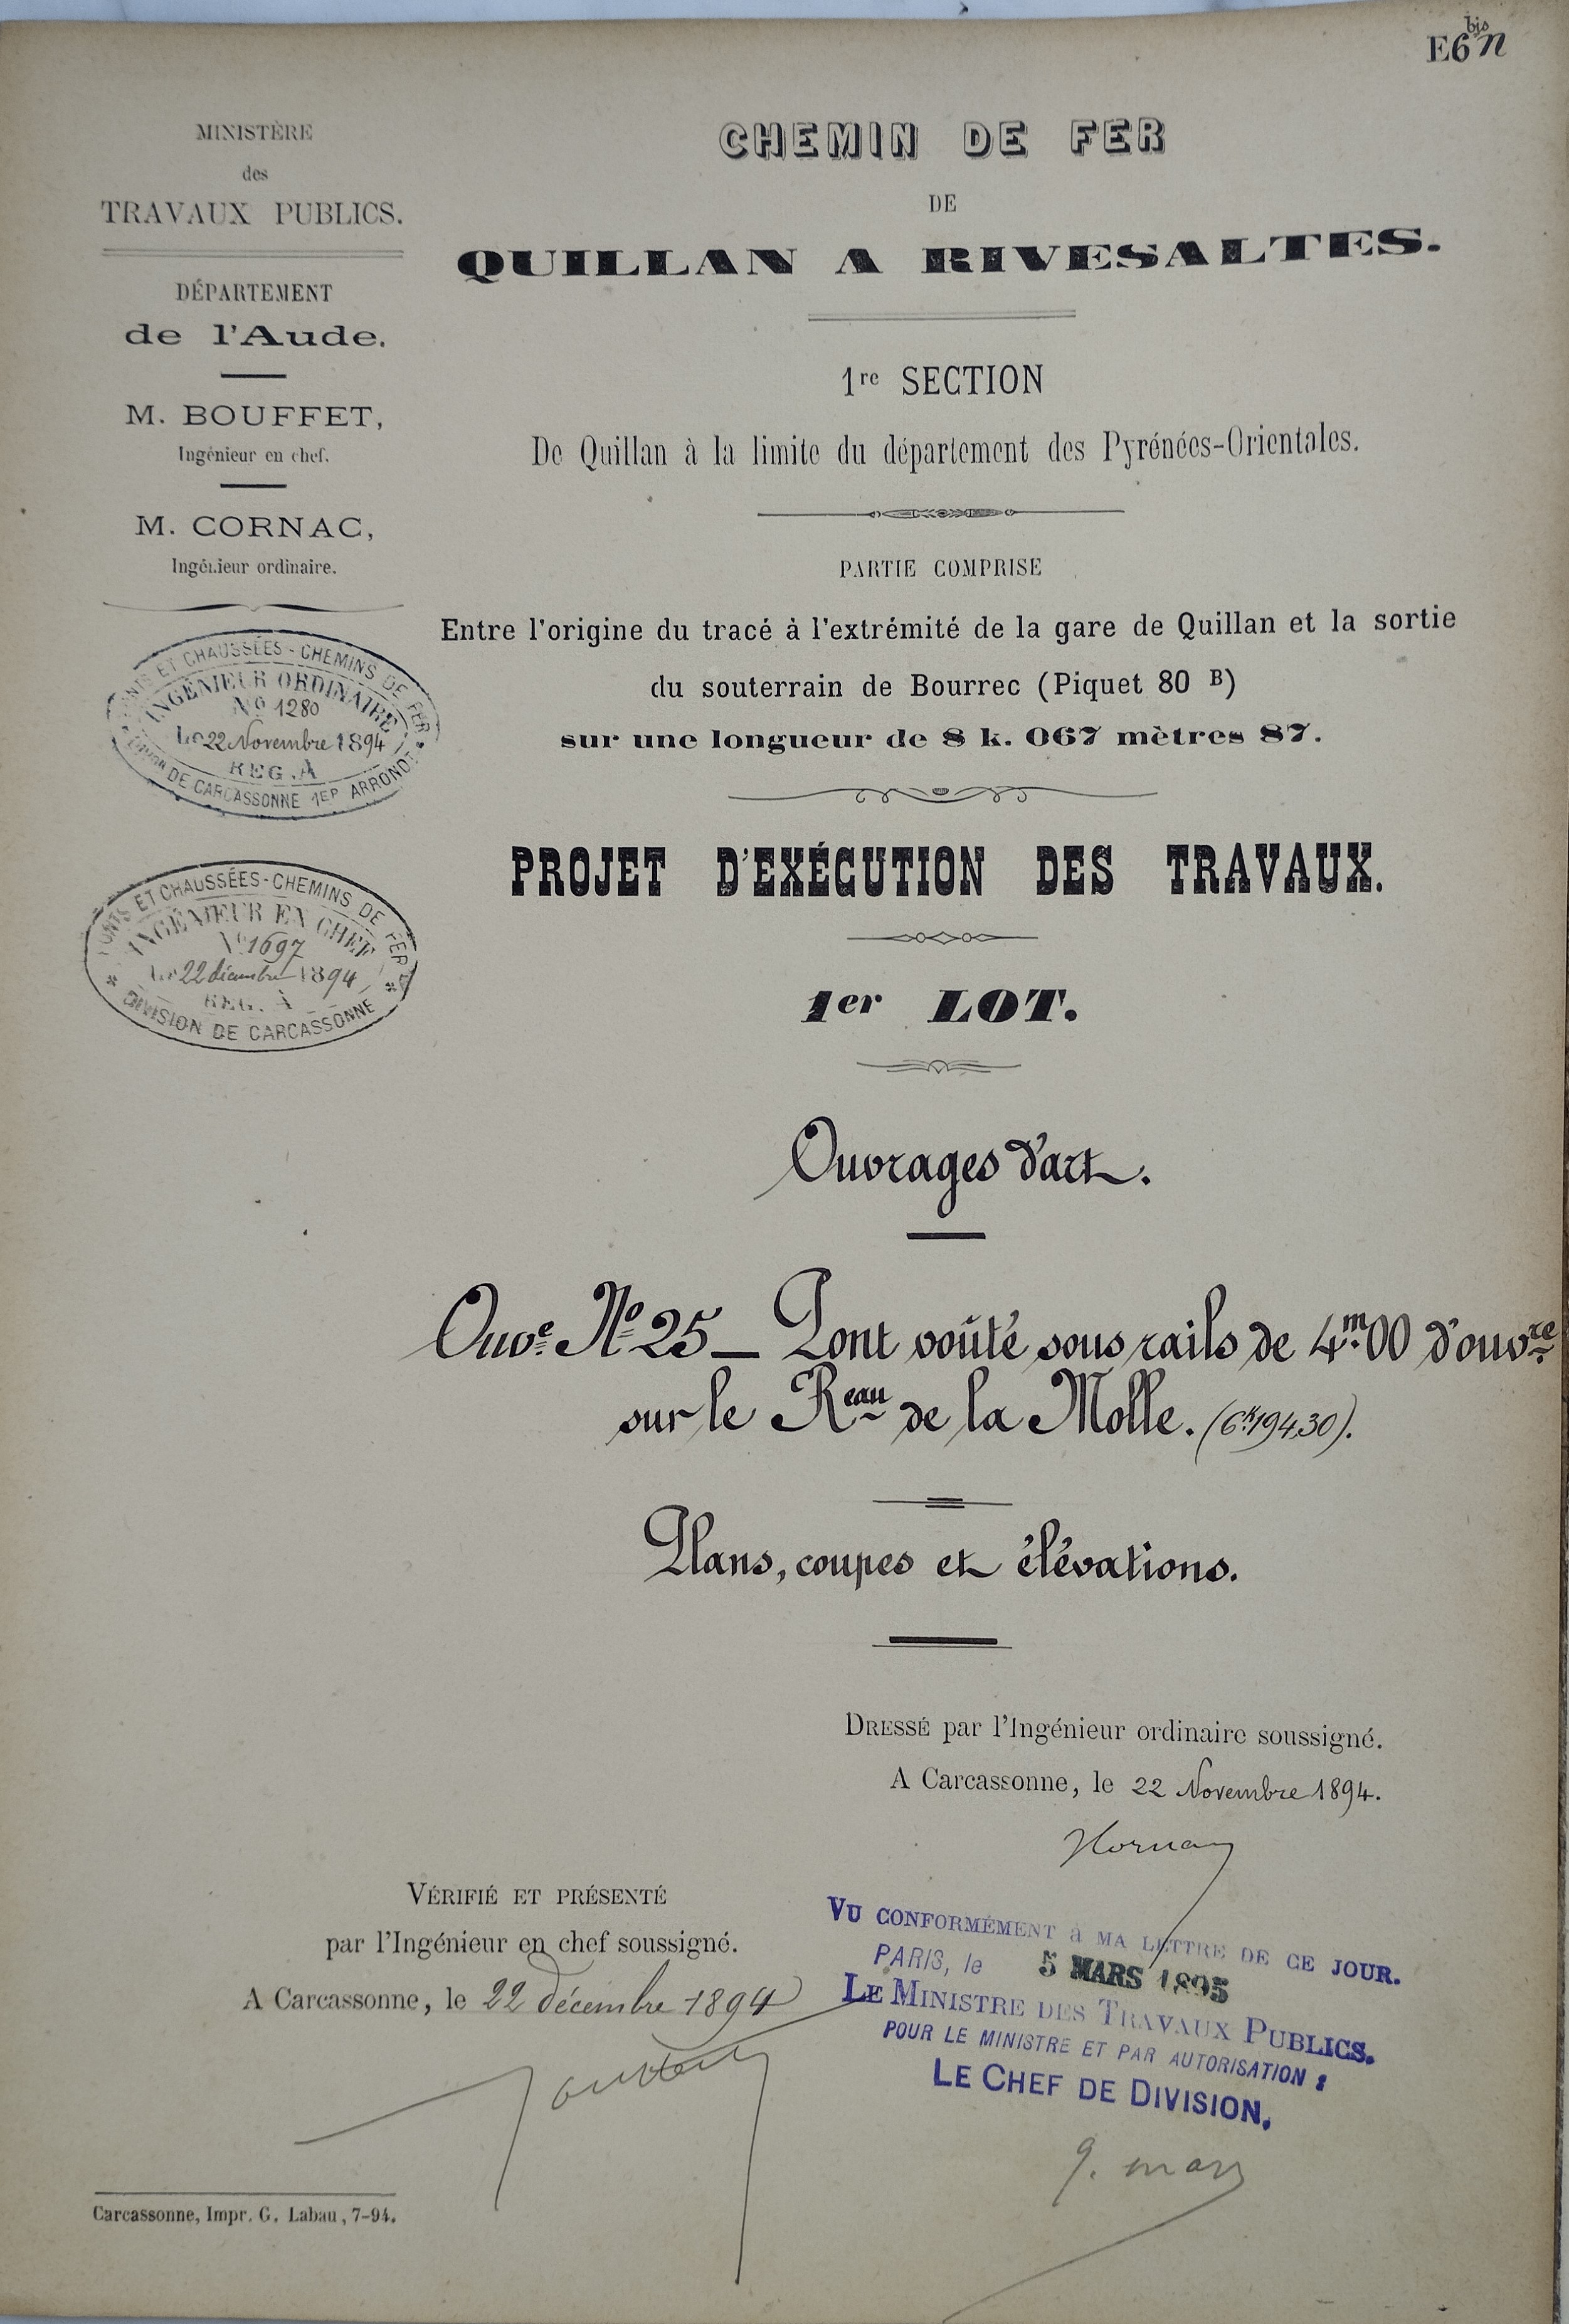 E6 bis n
MINISTÈRE
des
TRAVAUX PUBLICS.
DÉPARTEMENT
de l'Aude.
M. BOUFFET,
Ingénieur en chef.
M. CORNAC,
Ingénieur ordinaire.
PONTS ET CHAUSSÉES - CHEMINS DE FER
INGÉNIEUR ORDINAIRE
No 1280
Le 22 Novembre 1894
REG. A
DE CARCASSONNE 1ER ARRONDT
PONTS ET CHAUSSÉES - CHEMINS DE FER
INGÉNIEUR EN CHEF
No 1697
Le 22 décembre 1894
REG. A
DIVISION DE CARCASSONNE
CHEMIN DE FER
DE
QUILLAN A RIVESALTES.
1re SECTION
De Quillan à la limite du département des Pyrénées-Orientales.
PARTIE COMPRISE
Entre l'origine du tracé à l'extrémité de la gare de Quillan et la sortie
du souterrain de Bourrec (Piquet 80 B)
sur une longueur de 8 k. 067 mètres 87.
PROJET D'EXÉCUTION DES TRAVAUX.
1er LOT.
Ouvrages d'art.
Ouve. No 25 — Pont voûté sous rails de 4m.00 d'ouvre
sur le Reau de la Molle. (6k.194,30).
Plans, coupes et élévations.
DRESSÉ par l'Ingénieur ordinaire soussigné.
A Carcassonne, le 22 Novembre 1894.
VÉRIFIÉ ET PRÉSENTÉ
par l'Ingénieur en chef soussigné.
A Carcassonne, le 22 décembre 1894
VU CONFORMÉMENT à MA LETTRE DE CE JOUR.
PARIS, le 5 MARS 1895
LE MINISTRE DES TRAVAUX PUBLICS.
POUR LE MINISTRE ET PAR AUTORISATION :
LE CHEF DE DIVISION,
Carcassonne, Impr. G. Labau, 7-94.